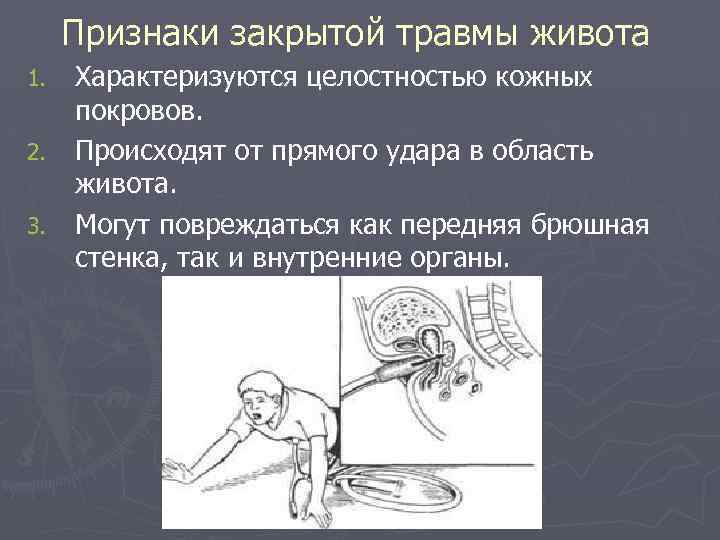 Признаки закрытой травмы живота
1. Характеризуются целостностью кожных
покровов.
2. Происходят от прямого удара в область
живота.
3. Могут повреждаться как передняя брюшная
стенка, так и внутренние органы.